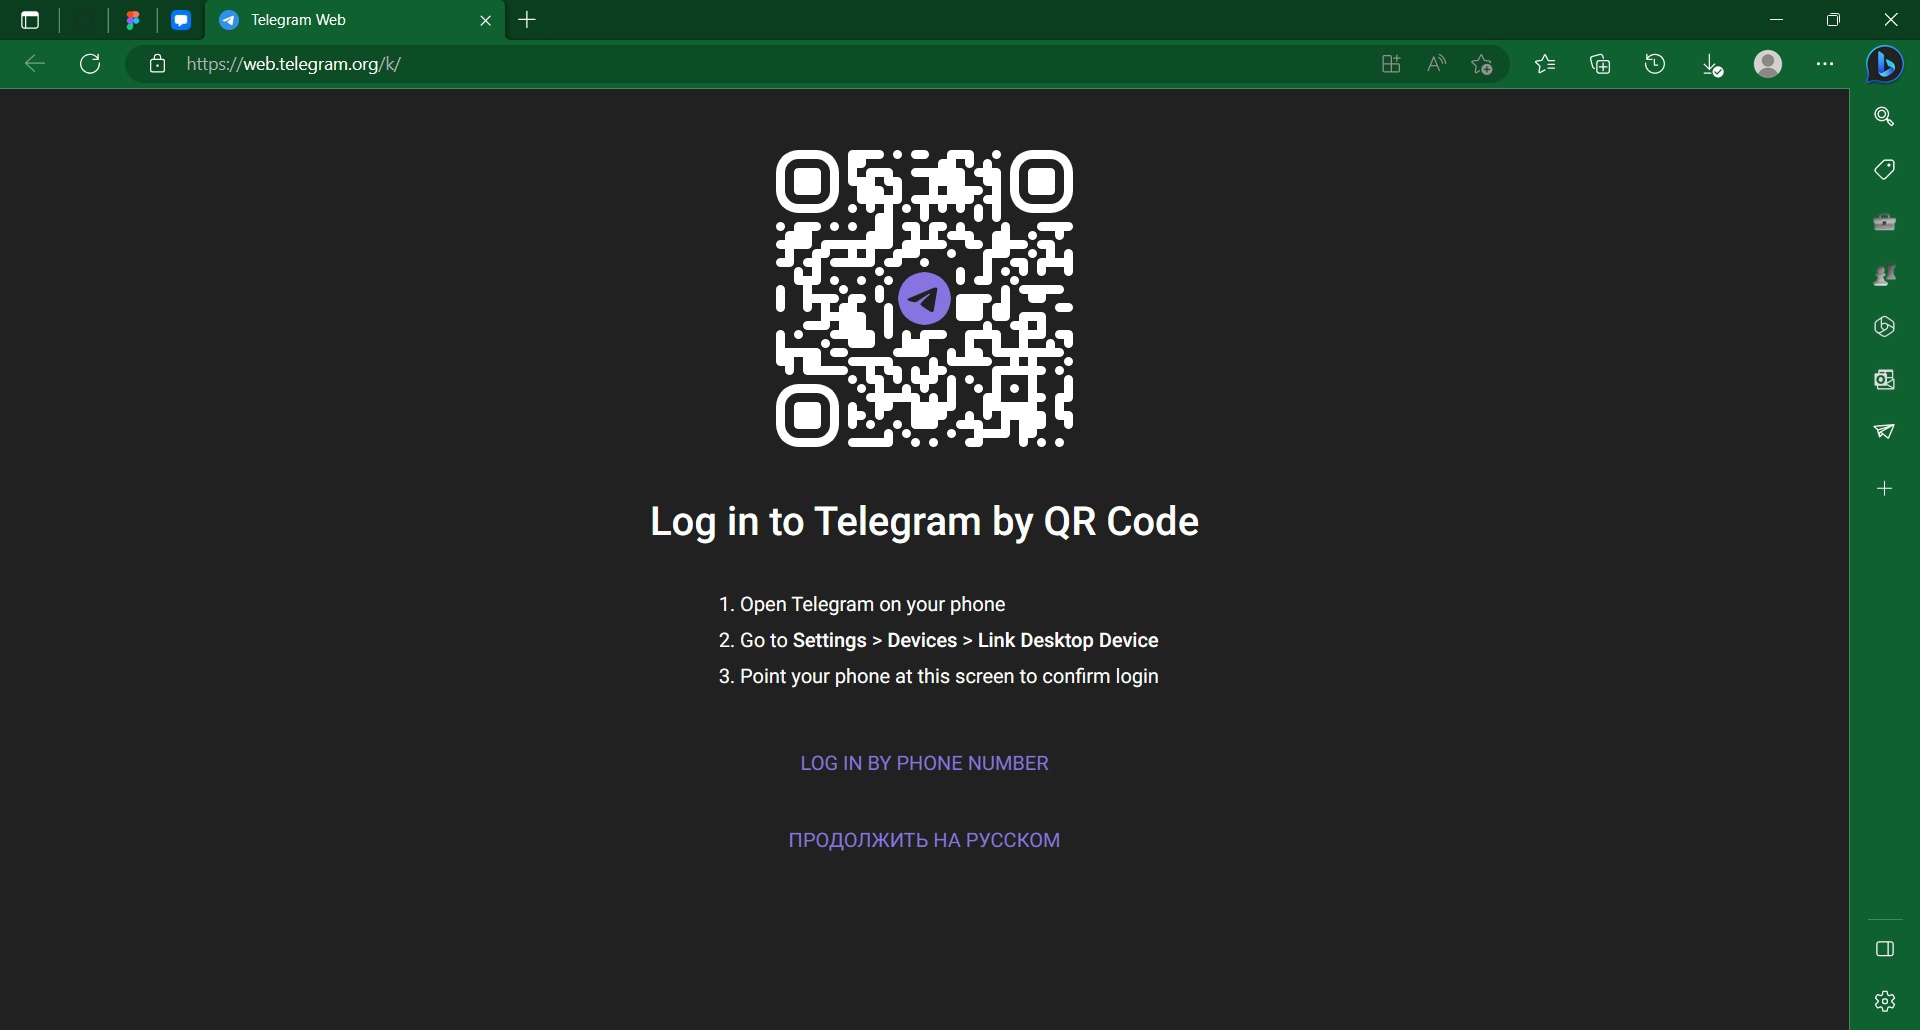 Telegram Web
https://web.telegram.org/k/
Log in to Telegram by QR Code
1. Open Telegram on your phone
2. Go to Settings > Devices > Link Desktop Device
3. Point your phone at this screen to confirm login
LOG IN BY PHONE NUMBER
ПРОДОЛЖИТЬ НА РУССКОМ